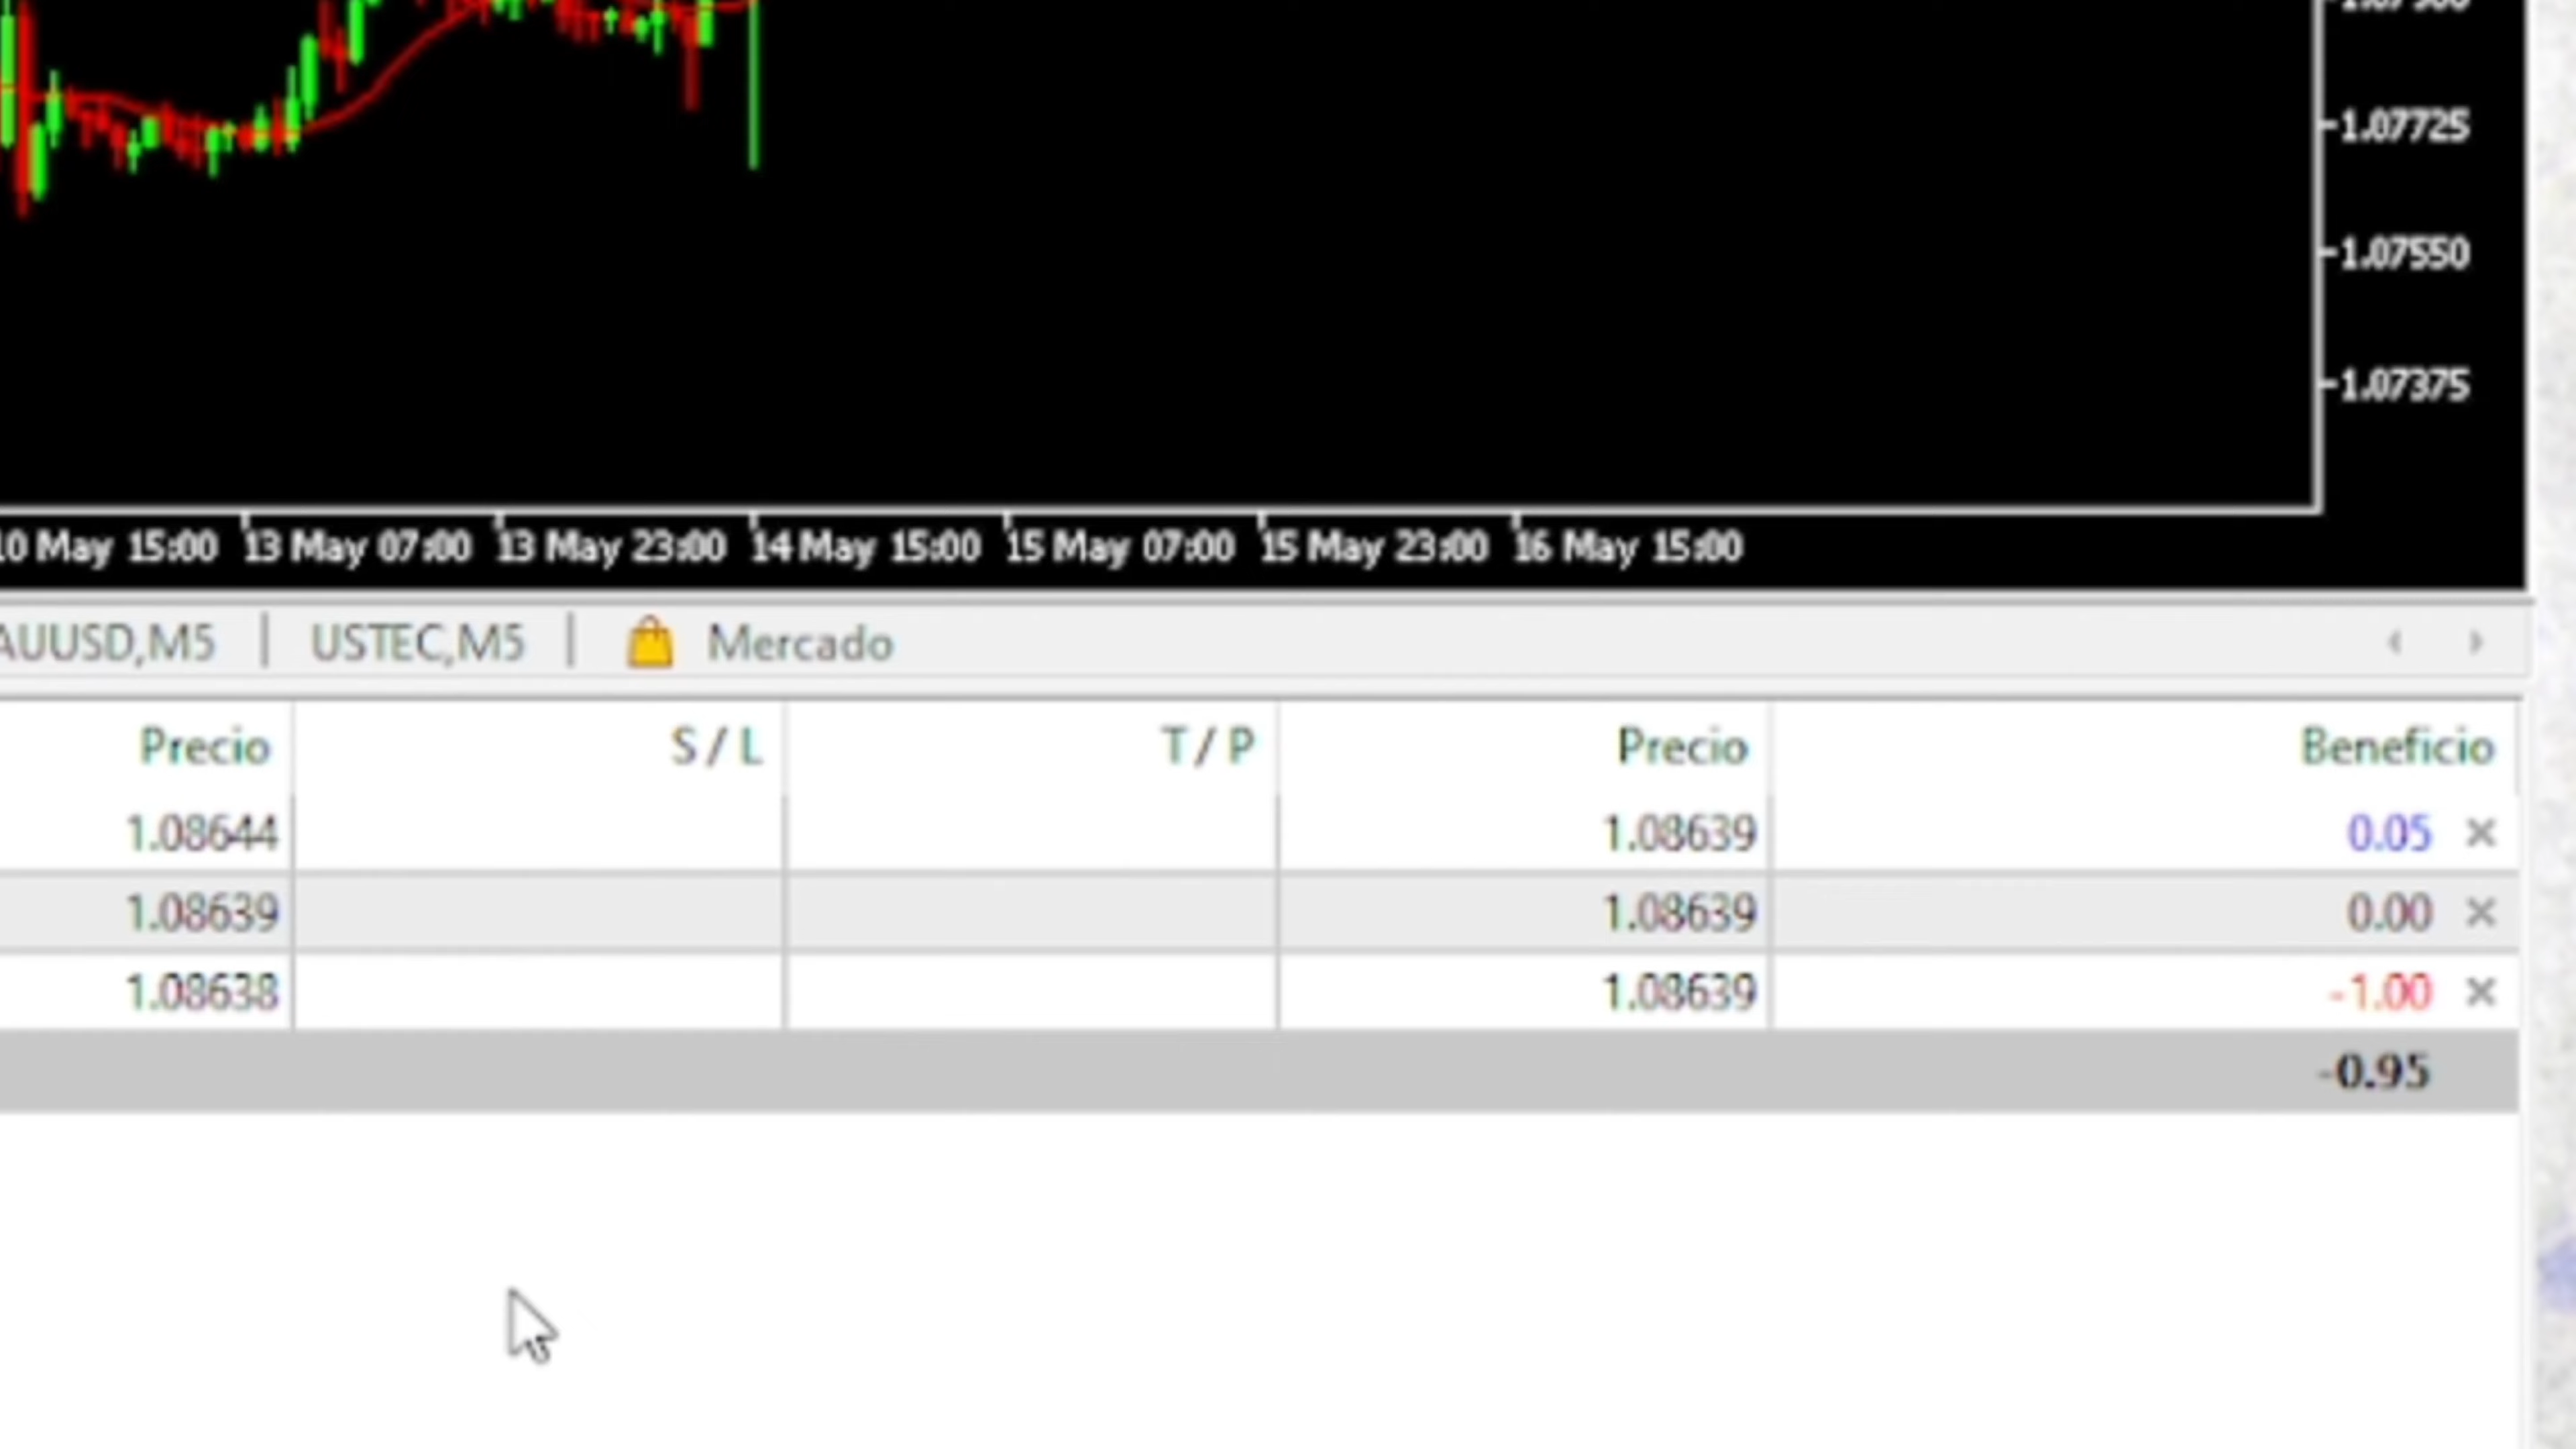 1.07725
1.07550
1.07375
10 May 15:00 13 May 07:00 13 May 23:00 14 May 15:00 15 May 07:00 15 May 23:00 16 May 15:00
AUUSD,M5 | USTEC,M5 | Mercado
Precio S / L T / P Precio Beneficio
1.08644 1.08639 0.05 ×
1.08639 1.08639 0.00 ×
1.08638 1.08639 -1.00 ×
-0.95